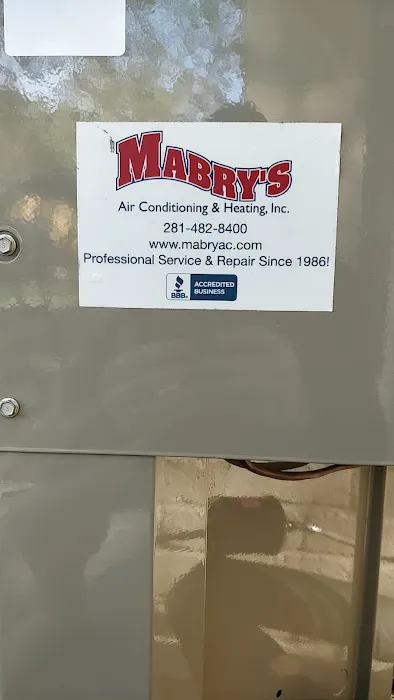 MABRY'S
Air Conditioning & Heating, Inc.
281-482-8400
www.mabryac.com
Professional Service & Repair Since 1986!
BBB.
ACCREDITED
BUSINESS